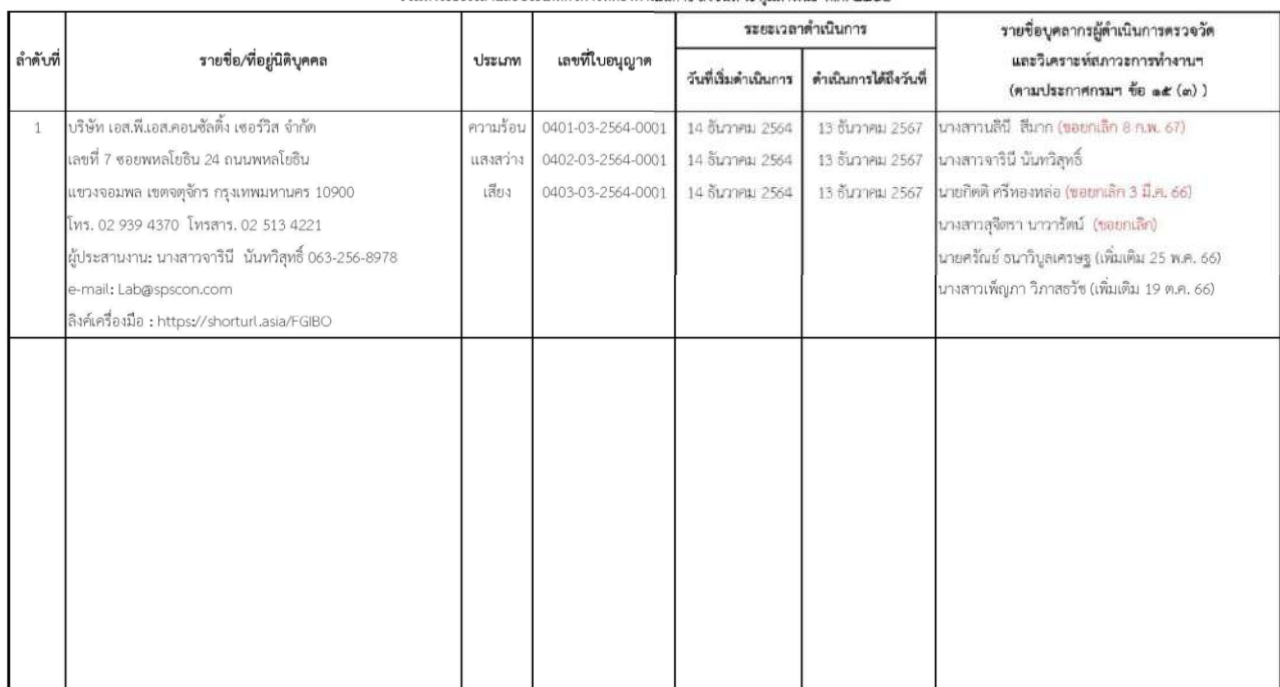 ระยะเวลาดำเนินการ
รายชื่อบุคลากรผู้ดำเนินการตรวจวัด
ลำดับที่ รายชื่อ/ที่อยู่นิติบุคคล ประเภท เลขที่ใบอนุญาต และวิเคราะห์สภาวะการทำงานฯ
วันที่เริ่มดำเนินการ ดำเนินการได้ถึงวันที่
(ตามประกาศกรมฯ ข้อ ๑๕ (๓) )
1 บริษัท เอส.พี.เอส.คอนซัลติ้ง เซอร์วิส จำกัด ความร้อน 0401-03-2564-0001 14 ธันวาคม 2564 13 ธันวาคม 2567 นางสาวนลินี สีมาก (ขอยกเลิก 8 ก.พ. 67)
เลขที่ 7 ซอยพหลโยธิน 24 ถนนพหลโยธิน แสงสว่าง 0402-03-2564-0001 14 ธันวาคม 2564 13 ธันวาคม 2567 นางสาวจารินี นันทวิสุทธิ์
แขวงจอมพล เขตจตุจักร กรุงเทพมหานคร 10900 เสียง 0403-03-2564-0001 14 ธันวาคม 2564 13 ธันวาคม 2567 นายกิตติ ศรีทองหล่อ (ขอยกเลิก 3 มี.ค. 66)
โทร. 02 939 4370 โทรสาร. 02 513 4221 นางสาวสุจิตรา นาวารัตน์ (ขอยกเลิก)
ผู้ประสานงาน: นางสาวจารินี นันทวิสุทธิ์ 063-256-8978 นายศรัณย์ ธนาวิบูลเศรษฐ (เพิ่มเติม 25 พ.ค. 66)
e-mail: Lab@spscon.com นางสาวเพ็ญภา วิภาสธวัช (เพิ่มเติม 19 ต.ค. 66)
ลิงค์เครื่องมือ : https://shorturl.asia/FGIBO